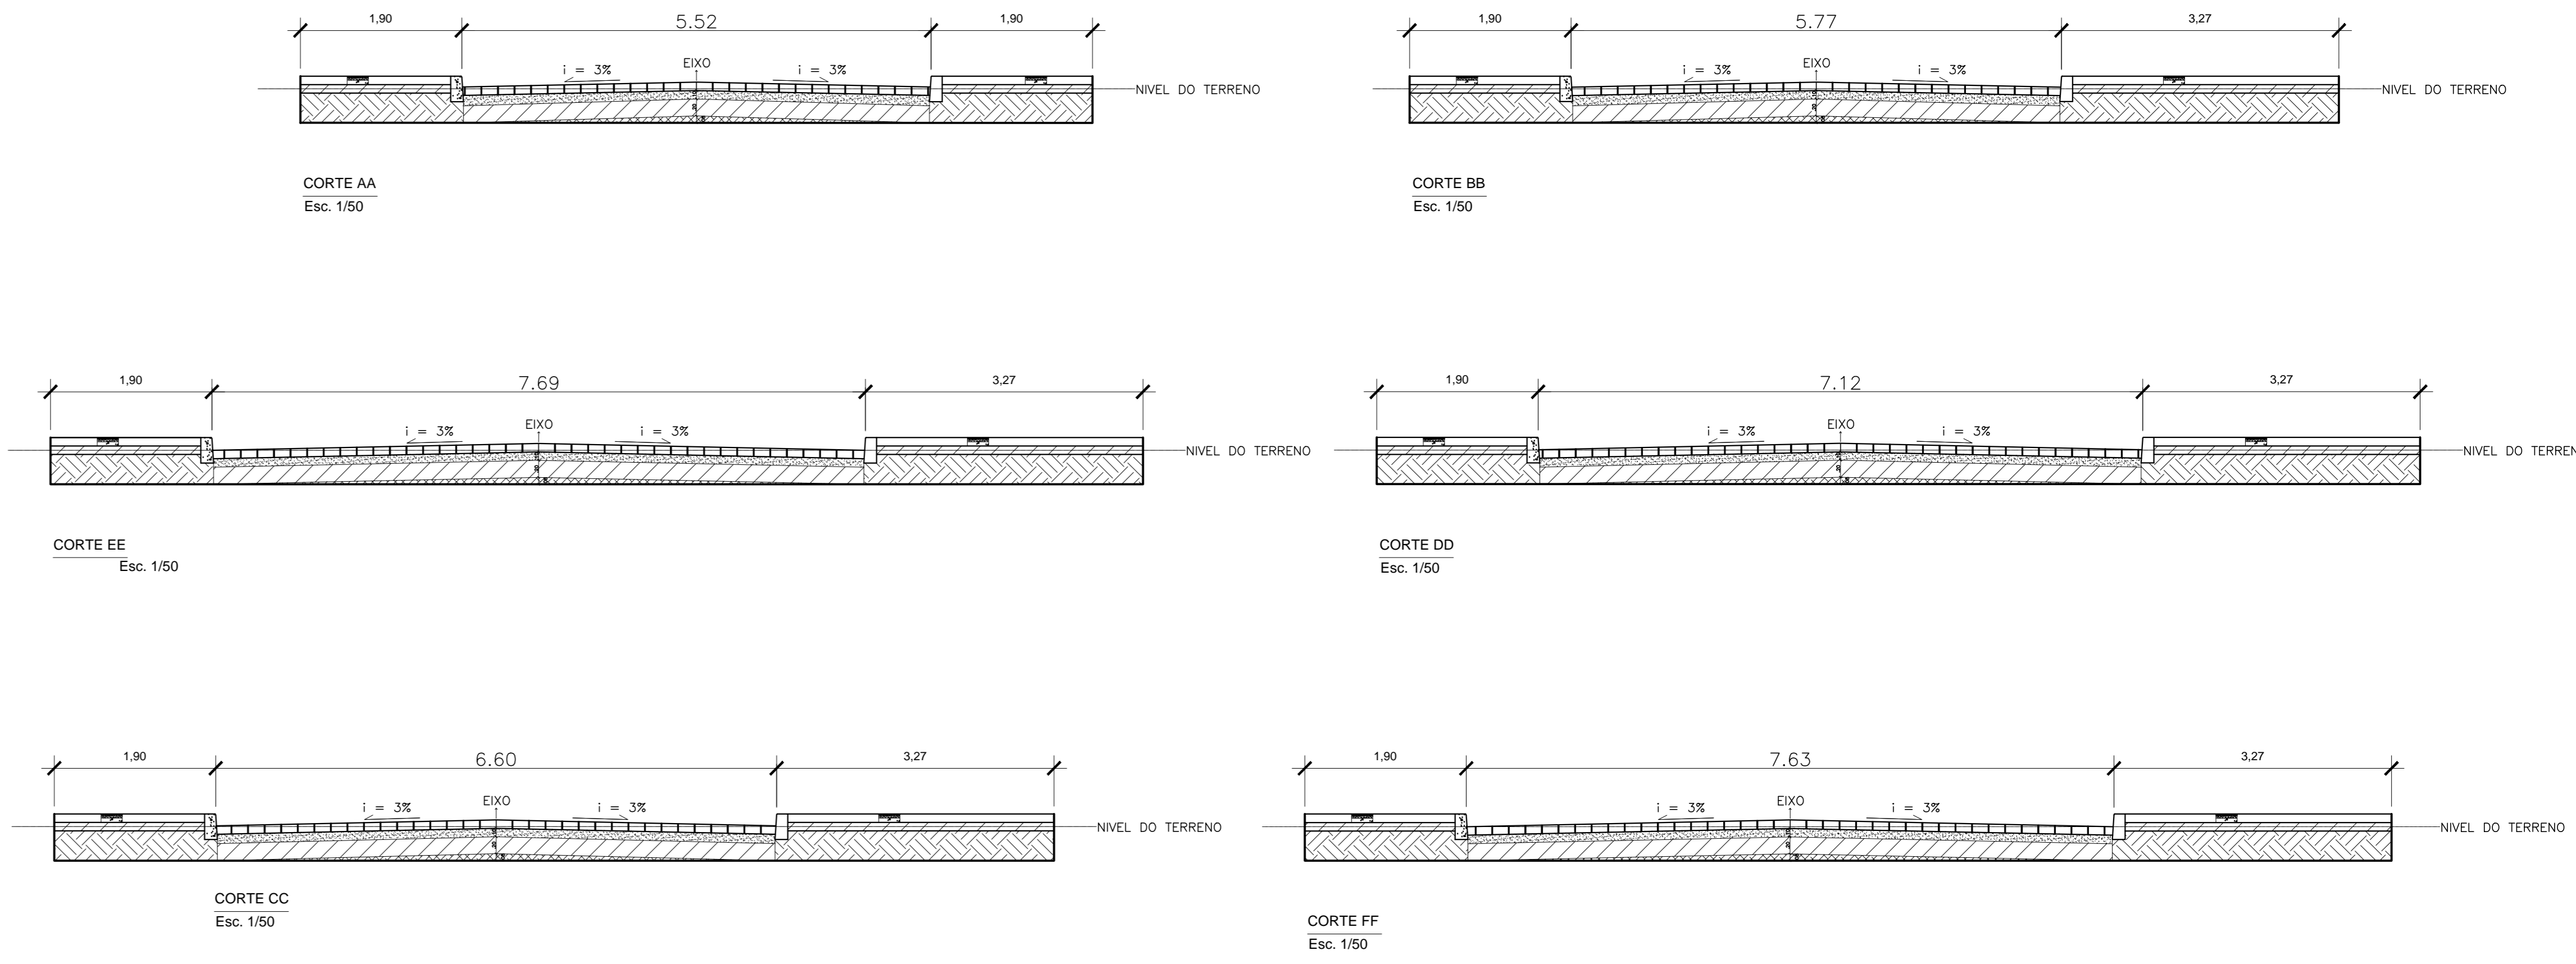 1,90 5.52 1,90
i = 3% EIXO i = 3%
NIVEL DO TERRENO
CORTE AA
Esc. 1/50
1,90 5.77 3,27
i = 3% EIXO i = 3%
NIVEL DO TERRENO
CORTE BB
Esc. 1/50
1,90 7.69 3,27
i = 3% EIXO i = 3%
NIVEL DO TERRENO
CORTE EE
Esc. 1/50
1,90 7.12 3,27
i = 3% EIXO i = 3%
NIVEL DO TERREN
CORTE DD
Esc. 1/50
1,90 6.60 3,27
i = 3% EIXO i = 3%
NIVEL DO TERRENO
CORTE CC
Esc. 1/50
1,90 7.63 3,27
i = 3% EIXO i = 3%
NIVEL DO TERRENO
CORTE FF
Esc. 1/50